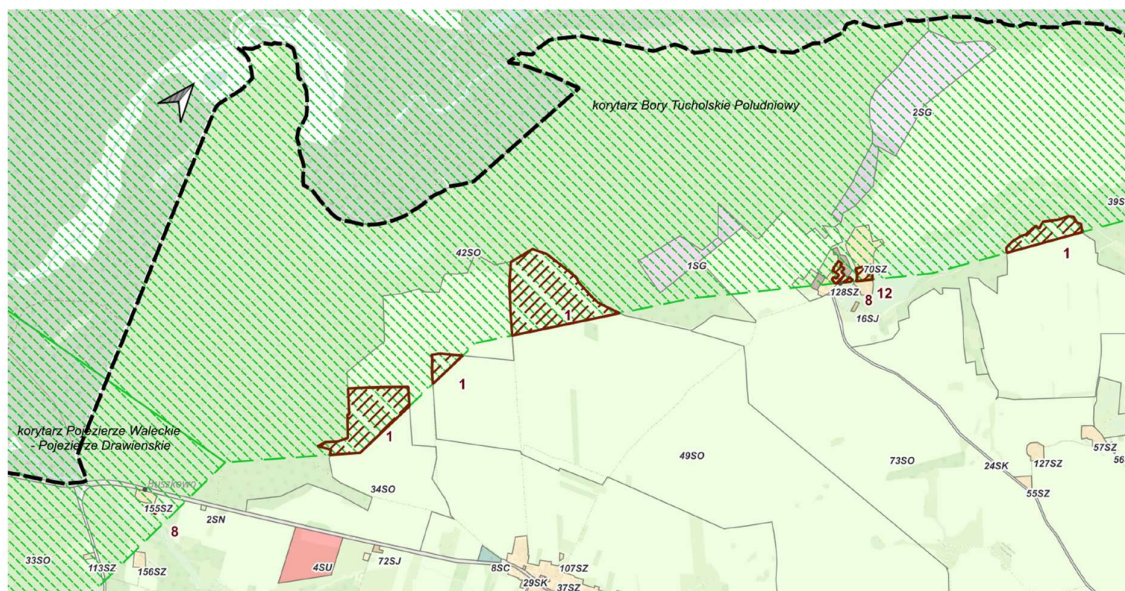 korytarz Bory Tucholskie Południowy
2SG
39S
42SO
1SG
1
70SZ
1
128SZ
12
8
16SJ
1
1
korytarz Pojezierze Wałeckie
- Pojezierze Drawieńskie
57SZ
49SO
73SO
127SZ
56
24SK
Buszkowo
34SO
55SZ
155SZ
2SN
8
33SO
72SJ
113SZ
156SZ
4SU
8SC
107SZ
29SK
37SZ